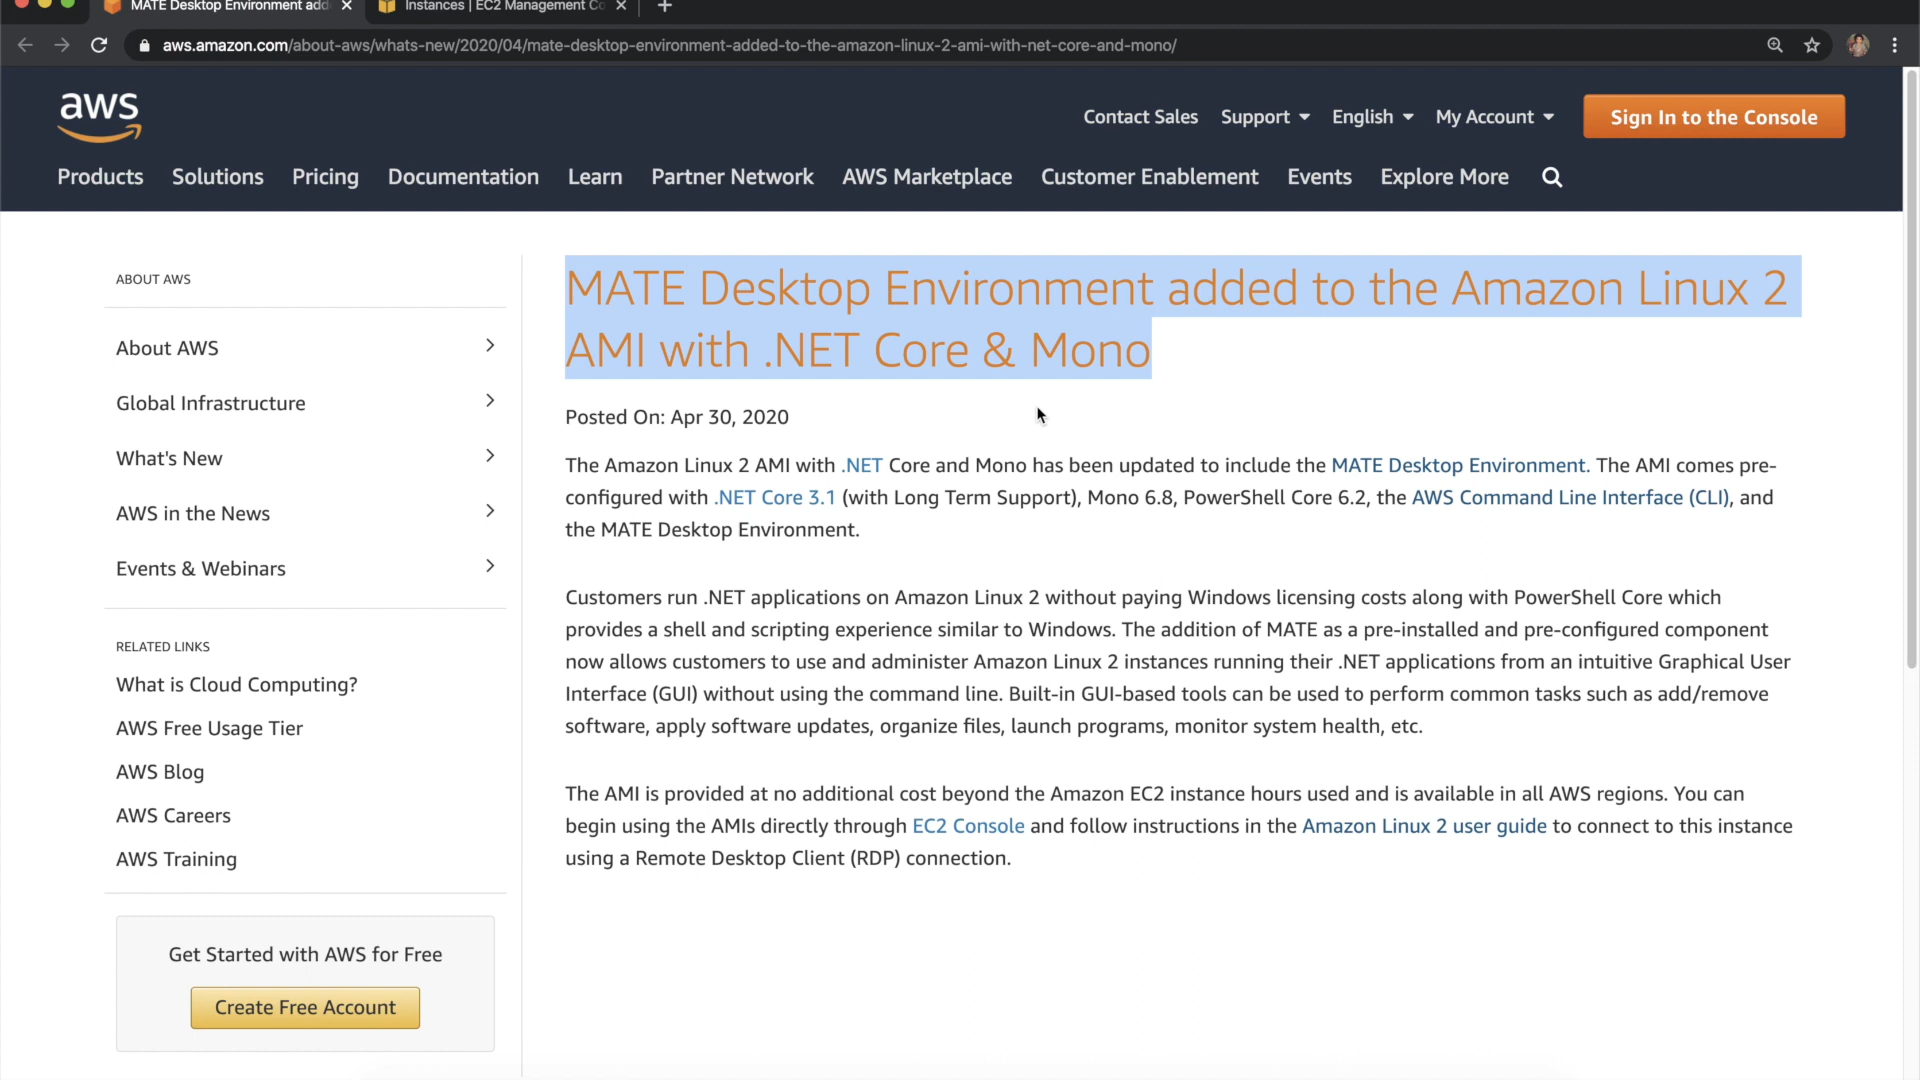 MATE Desktop Environment add
Instances | EC2 Management Co
aws.amazon.com/about-aws/whats-new/2020/04/mate-desktop-environment-added-to-the-amazon-linux-2-ami-with-net-core-and-mono/
aws
Contact Sales Support English My Account Sign In to the Console
Products Solutions Pricing Documentation Learn Partner Network AWS Marketplace Customer Enablement Events Explore More
ABOUT AWS
About AWS
Global Infrastructure
What's New
AWS in the News
Events & Webinars
RELATED LINKS
What is Cloud Computing?
AWS Free Usage Tier
AWS Blog
AWS Careers
AWS Training
Get Started with AWS for Free
Create Free Account
MATE Desktop Environment added to the Amazon Linux 2
AMI with .NET Core & Mono
Posted On: Apr 30, 2020
The Amazon Linux 2 AMI with .NET Core and Mono has been updated to include the MATE Desktop Environment. The AMI comes pre-
configured with .NET Core 3.1 (with Long Term Support), Mono 6.8, PowerShell Core 6.2, the AWS Command Line Interface (CLI), and
the MATE Desktop Environment.
Customers run .NET applications on Amazon Linux 2 without paying Windows licensing costs along with PowerShell Core which
provides a shell and scripting experience similar to Windows. The addition of MATE as a pre-installed and pre-configured component
now allows customers to use and administer Amazon Linux 2 instances running their .NET applications from an intuitive Graphical User
Interface (GUI) without using the command line. Built-in GUI-based tools can be used to perform common tasks such as add/remove
software, apply software updates, organize files, launch programs, monitor system health, etc.
The AMI is provided at no additional cost beyond the Amazon EC2 instance hours used and is available in all AWS regions. You can
begin using the AMIs directly through EC2 Console and follow instructions in the Amazon Linux 2 user guide to connect to this instance
using a Remote Desktop Client (RDP) connection.